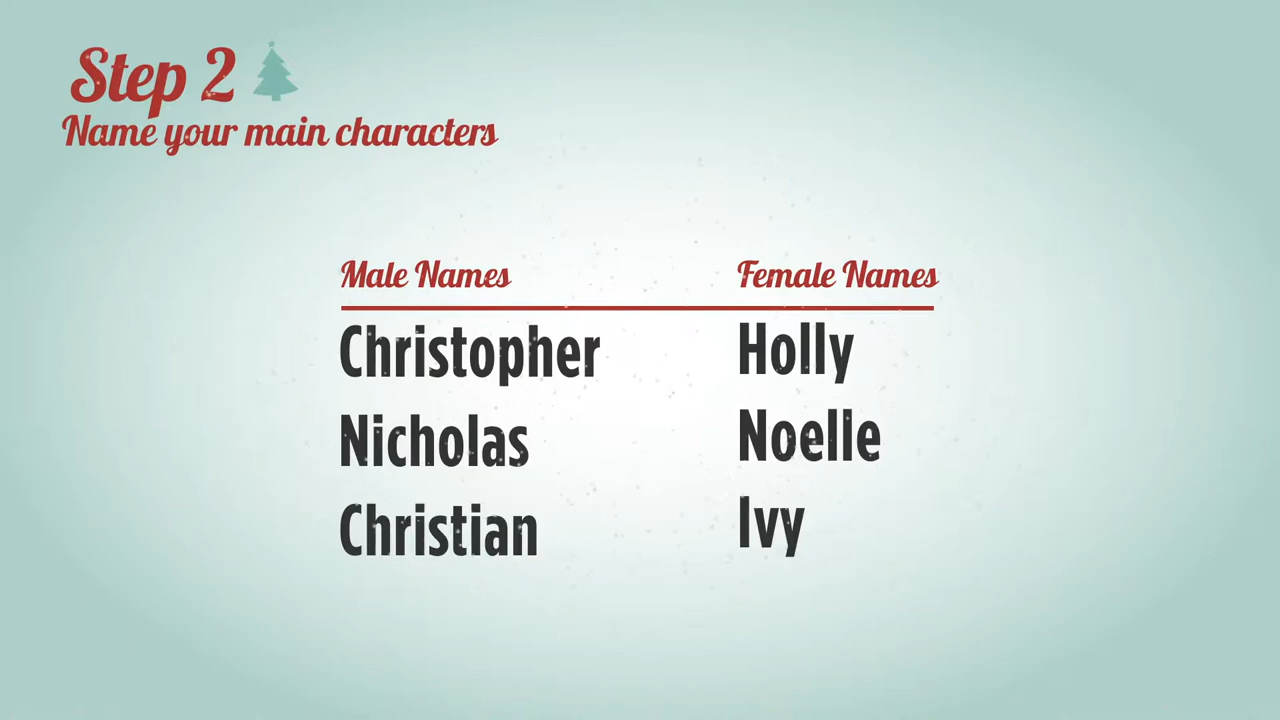 Step 2
Name your main characters
Male Names Female Names
Christopher Holly
Nicholas Noelle
Christian Ivy